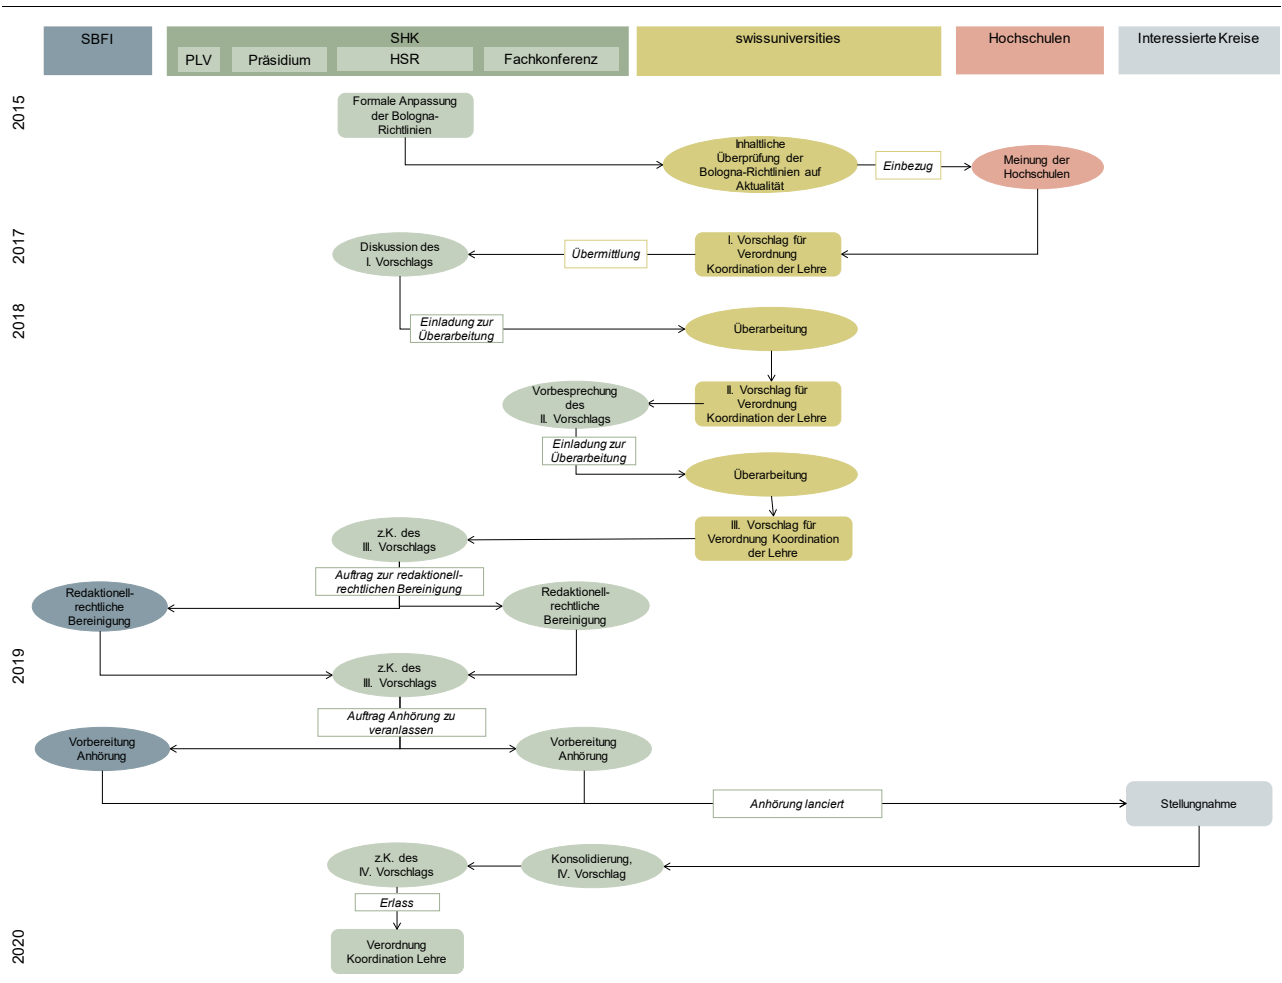 SBFI
SHK
swissuniversities
Hochschulen
Interessierte Kreise
PLV
Präsidium
HSR
Fachkonferenz
2015
Formale Anpassung
der Bologna-
Richtlinien
Inhaltliche
Überprüfung der
Bologna-Richtlinien auf
Aktualität
Einbezug
Meinung der
Hochschulen
2017
Diskussion des
I. Vorschlags
Übermittlung
I. Vorschlag für
Verordnung
Koordination der Lehre
2018
Einladung zur
Überarbeitung
Überarbeitung
Vorbesprechung
des
II. Vorschlags
II. Vorschlag für
Verordnung
Koordination der Lehre
Einladung zur
Überarbeitung
Überarbeitung
z.K. des
III. Vorschlags
III. Vorschlag für
Verordnung Koordination
der Lehre
Auftrag zur redaktionell-
rechtlichen Bereinigung
Redaktionell-
rechtliche
Bereinigung
Redaktionell-
rechtliche
Bereinigung
2019
z.K. des
III. Vorschlags
Auftrag Anhörung zu
veranlassen
Vorbereitung
Anhörung
Vorbereitung
Anhörung
Anhörung lanciert
Stellungnahme
z.K. des
IV. Vorschlags
Konsolidierung,
IV. Vorschlag
Erlass
2020
Verordnung
Koordination Lehre